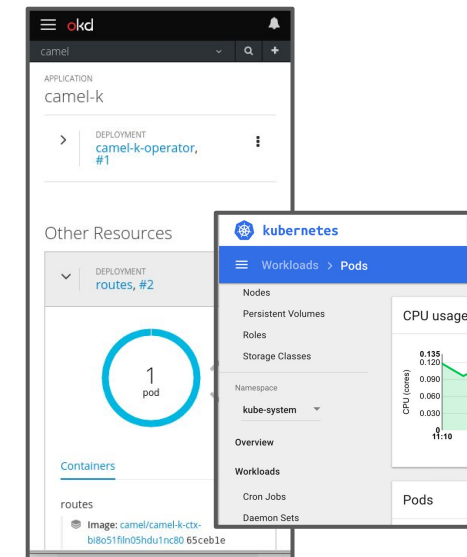 okd
camel
APPLICATION
camel-k
DEPLOYMENT
camel-k-operator,
#1
Other Resources
DEPLOYMENT
routes, #2
1
pod
Containers
routes
Image: camel/camel-k-ctx-
bi8o51filn05hdu1nc80 65ceb1e
kubernetes
Workloads > Pods
Nodes
Persistent Volumes
Roles
Storage Classes
Namespace
kube-system
Overview
Workloads
Cron Jobs
Daemon Sets
CPU usage
CPU (cores)
0.135
0.120
0.090
0.060
0.030
0
11:10
Pods